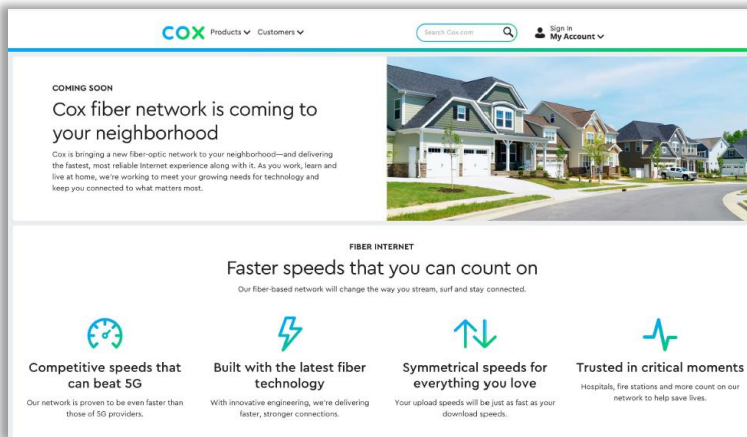 COX Products Customers Search Cox.com Sign In
My Account
COMING SOON
Cox fiber network is coming to
your neighborhood
Cox is bringing a new fiber-optic network to your neighborhood—and delivering
the fastest, most reliable Internet experience along with it. As you work, learn and
live at home, we're working to meet your growing needs for technology and
keep you connected to what matters most.
FIBER INTERNET
Faster speeds that you can count on
Our fiber-based network will change the way you stream, surf and stay connected.
Competitive speeds that
can beat 5G
Our network is proven to be even faster than
those of 5G providers.
Built with the latest fiber
technology
With innovative engineering, we're delivering
faster, stronger connections.
Symmetrical speeds for
everything you love
Your upload speeds will be just as fast as your
download speeds.
Trusted in critical moments
Hospitals, fire stations and more count on our
network to help save lives.